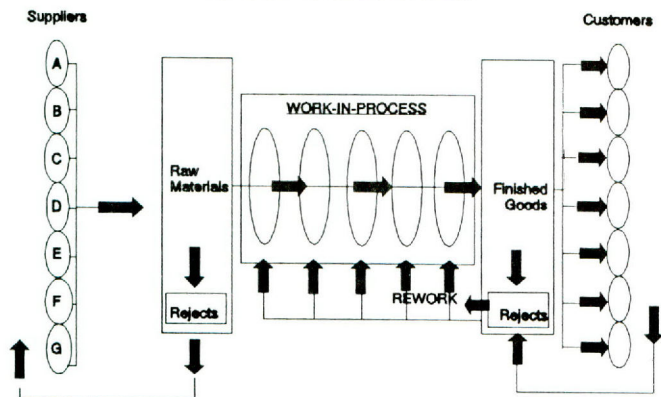 Suppliers
Customers
A
B
C
D
E
F
G
WORK-IN-PROCESS
Raw
Materials
Finished
Goods
REWORK
Rejects
Rejects